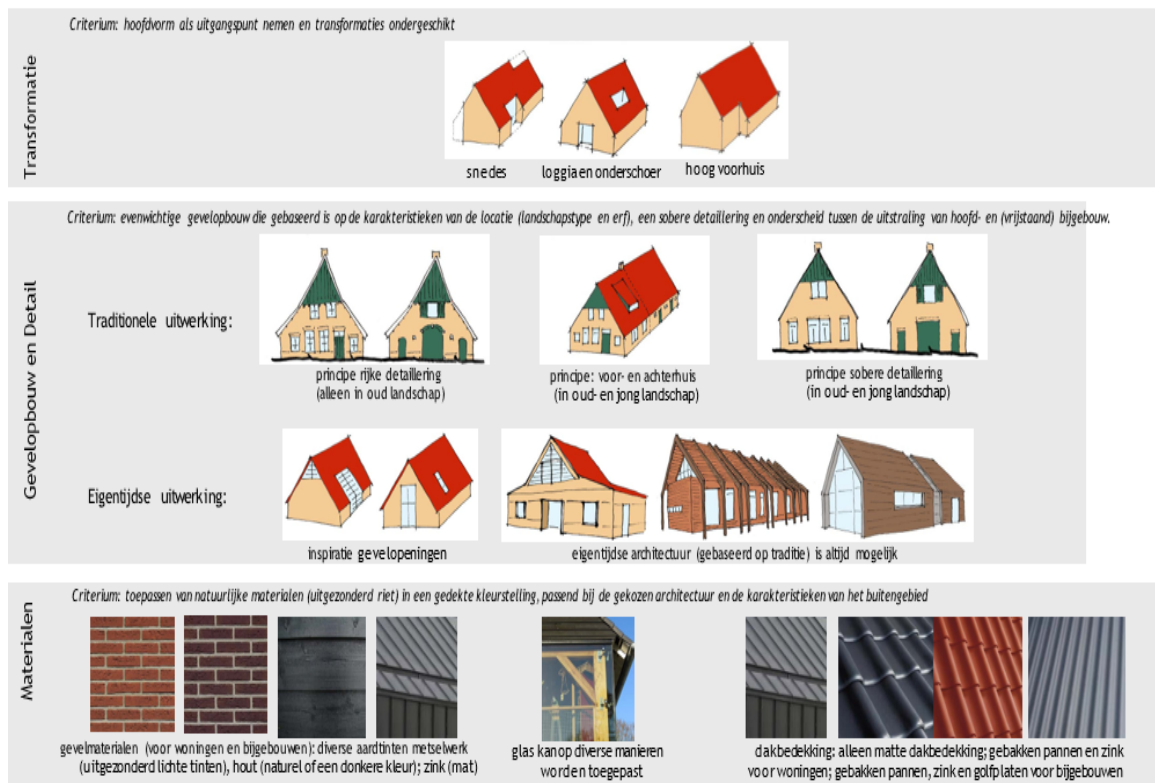 Criterium: hoofdvorm als uitgangspunt nemen en transformaties ondergeschikt
Transformatie
snedes
loggia en onderschoer
hoog voorhuis
Criterium: evenwichtige gevelopbouw die gebaseerd is op de karakteristieken van de locatie (landschapstype en erf), een sobere detaillering en onderscheid tussen de uitstraling van hoofd- en (vrijstaand) bijgebouw.
Gevelopbouw en Detail
Traditionele uitwerking:
principe rijke detaillering
(alleen in oud landschap)
principe: voor- en achterhuis
(in oud- en jong landschap)
principe sobere detaillering
(in oud- en jong landschap)
Eigentijdse uitwerking:
inspiratie gevelopeningen
eigentijdse architectuur (gebaseerd op traditie) is altijd mogelijk
Criterium: toepassen van natuurlijke materialen (uitgezonderd riet) in een gedekte kleurstelling, passend bij de gekozen architectuur en de karakteristieken van het buitengebied
Materialen
gevelmaterialen (voor woningen en bijgebouwen): diverse aardtinten metselwerk
(uitgezonderd lichte tinten), hout (naturel of een donkere kleur); zink (mat)
glas kan op diverse manieren
worden toegepast
dakbedekking: alleen matte dakbedekking; gebakken pannen en zink
voor woningen; gebakken pannen, zink en golfplaten voor bijgebouwen